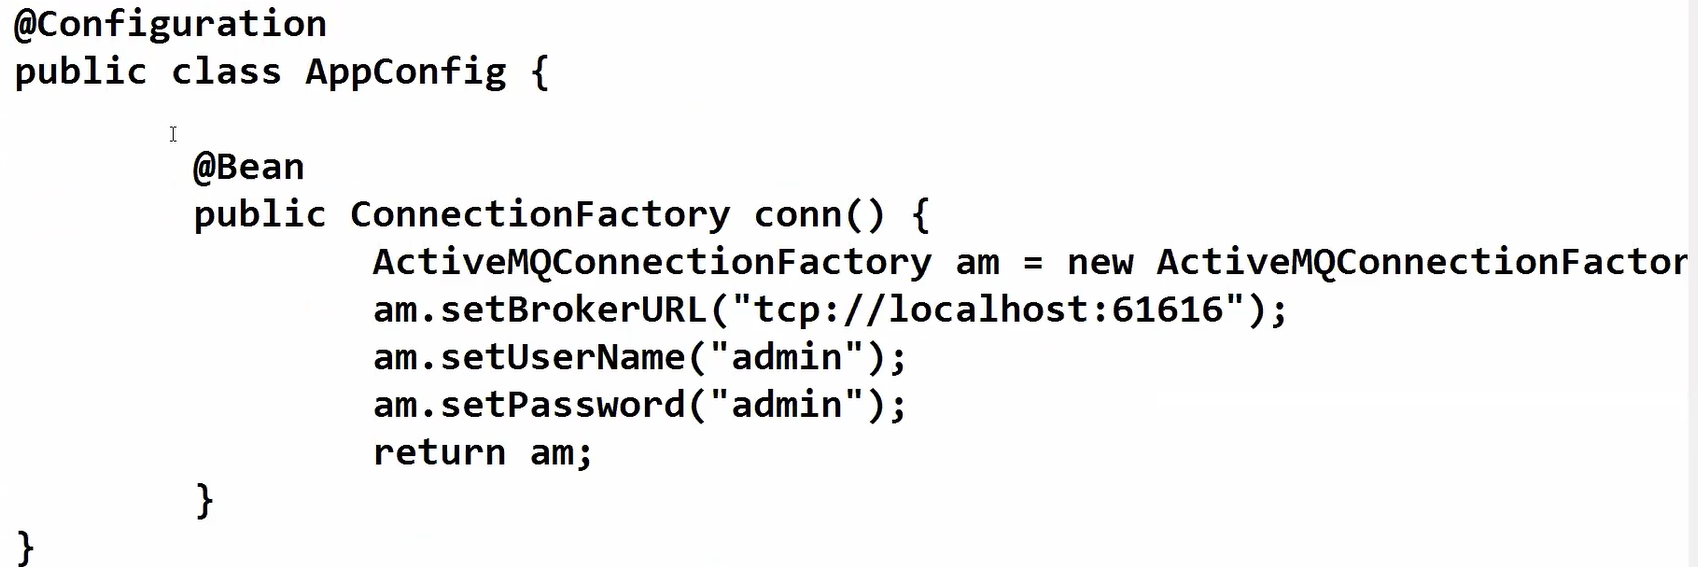 @Configuration
public class AppConfig {
@Bean
public ConnectionFactory conn() {
ActiveMQConnectionFactory am = new ActiveMQConnectionFactor
am.setBrokerURL("tcp://localhost:61616");
am.setUserName("admin");
am.setPassword("admin");
return am;
}
}